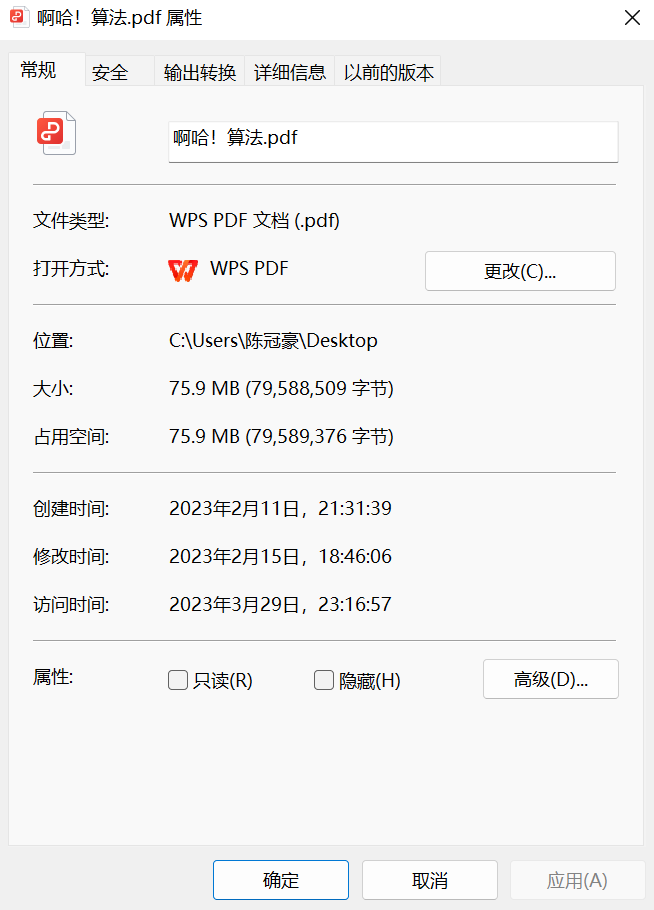 啊哈！算法.pdf 属性
常规 安全 输出转换 详细信息 以前的版本
啊哈！算法.pdf
文件类型: WPS PDF 文档 (.pdf)
打开方式: WPS PDF 更改(C)...
位置: C:\Users\陈冠豪\Desktop
大小: 75.9 MB (79,588,509 字节)
占用空间: 75.9 MB (79,589,376 字节)
创建时间: 2023年2月11日，21:31:39
修改时间: 2023年2月15日，18:46:06
访问时间: 2023年3月29日，23:16:57
属性: 只读(R) 隐藏(H) 高级(D)...
确定 取消 应用(A)